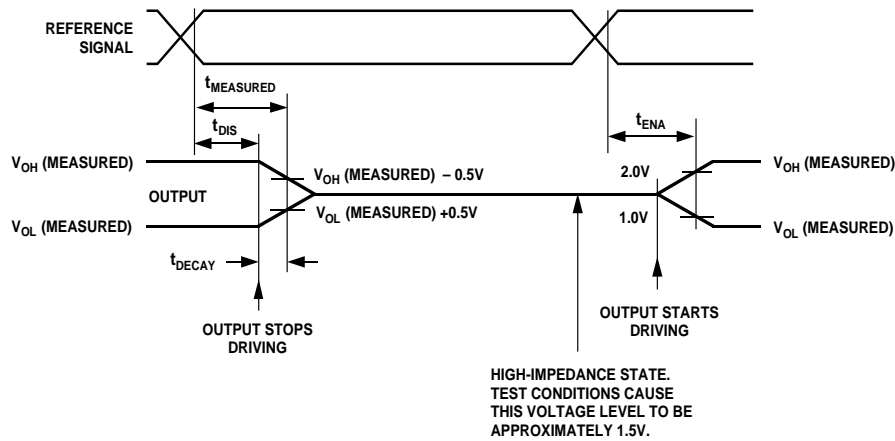 REFERENCE
SIGNAL
tMEASURED
tDIS
tENA
VOH (MEASURED)
VOH (MEASURED) – 0.5V
2.0V
VOH (MEASURED)
OUTPUT
VOL (MEASURED) +0.5V
1.0V
VOL (MEASURED)
VOL (MEASURED)
tDECAY
OUTPUT STOPS
DRIVING
OUTPUT STARTS
DRIVING
HIGH-IMPEDANCE STATE.
TEST CONDITIONS CAUSE
THIS VOLTAGE LEVEL TO BE
APPROXIMATELY 1.5V.